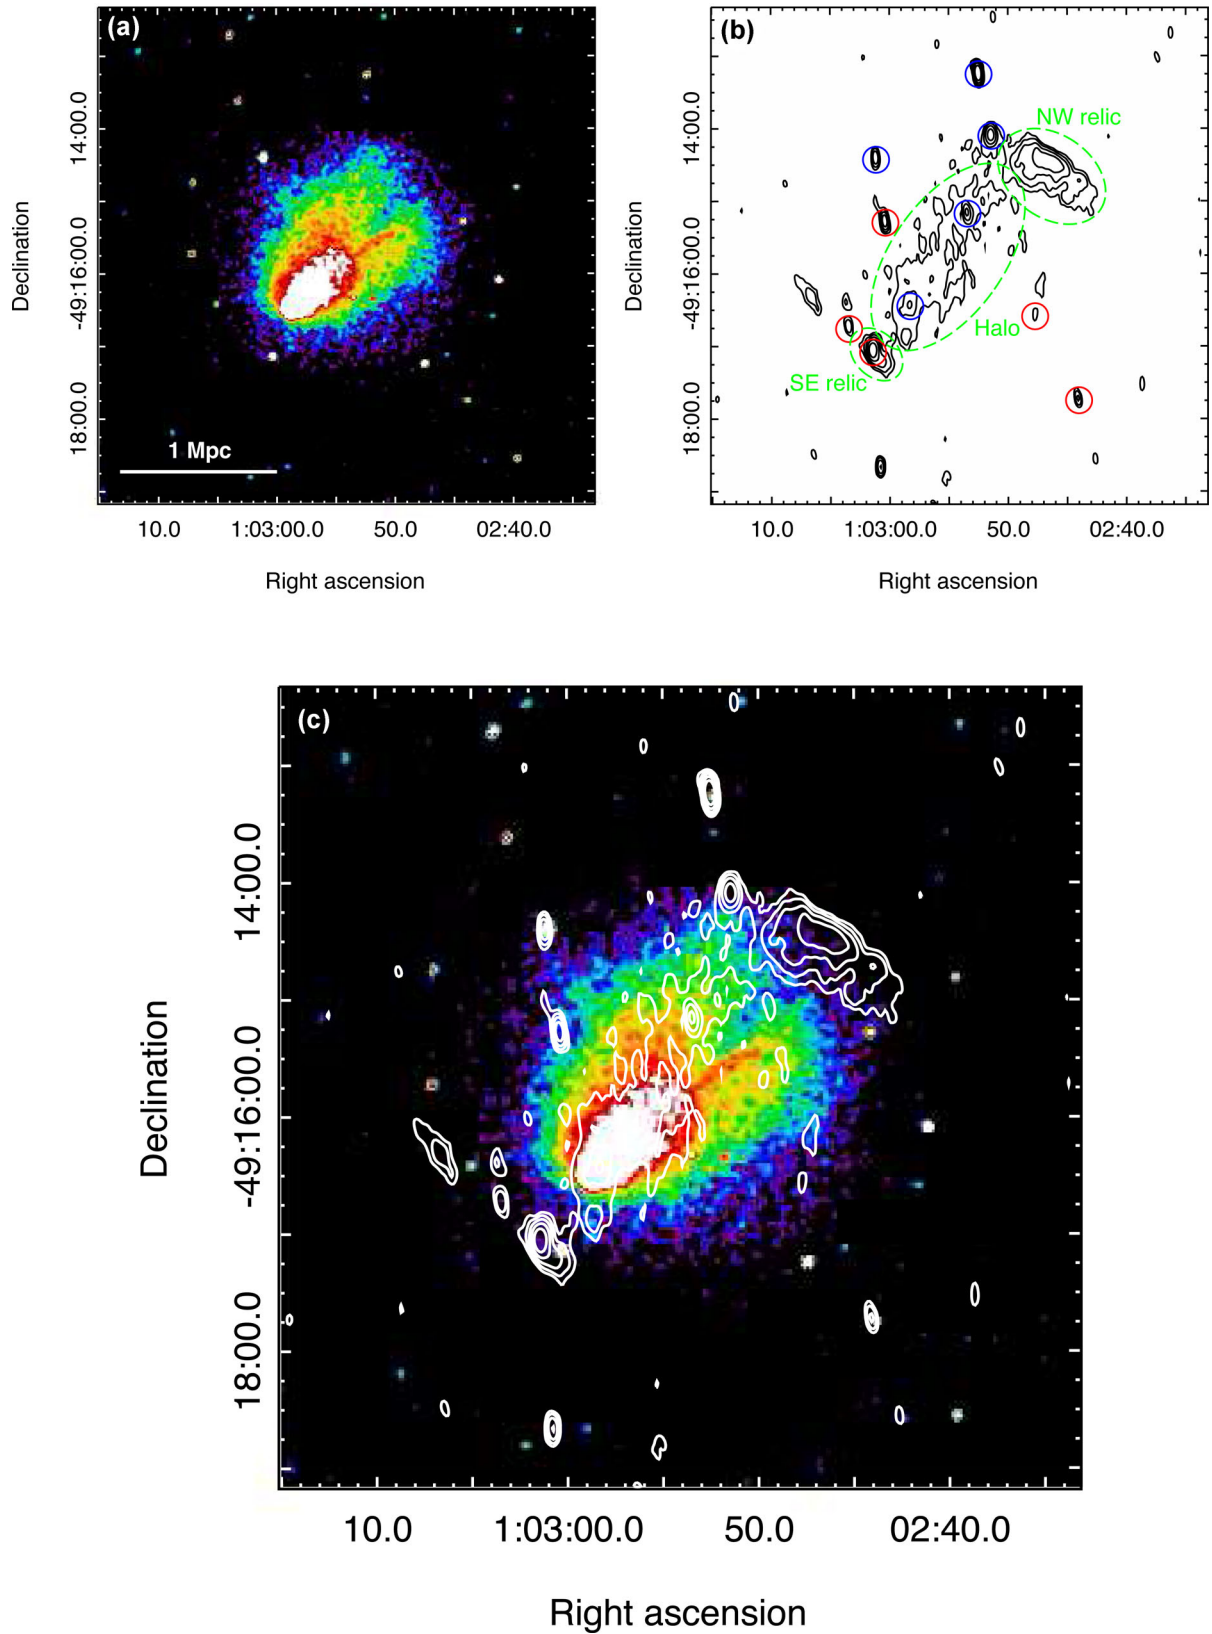 (a)
14:00.0
-49:16:00.0
18:00.0
Declination
1 Mpc
10.0 1:03:00.0 50.0 02:40.0
Right ascension
(b)
14:00.0
-49:16:00.0
18:00.0
Declination
NW relic
Halo
SE relic
10.0 1:03:00.0 50.0 02:40.0
Right ascension
(c)
14:00.0
-49:16:00.0
18:00.0
Declination
10.0 1:03:00.0 50.0 02:40.0
Right ascension